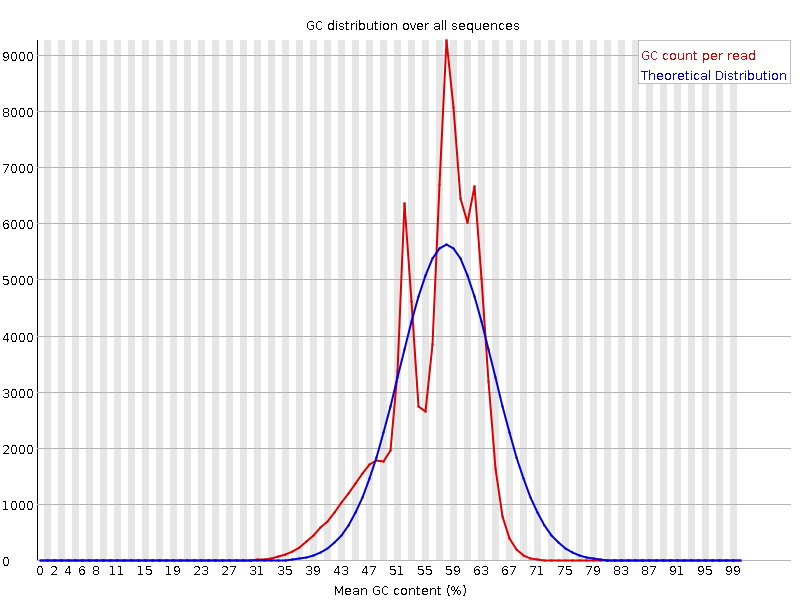 GC distribution over all sequences
GC count per read
Theoretical Distribution
9000
8000
7000
6000
5000
4000
3000
2000
1000
0
0 2 4 6 8 11 15 19 23 27 31 35 39 43 47 51 55 59 63 67 71 75 79 83 87 91 95 99
Mean GC content (%)